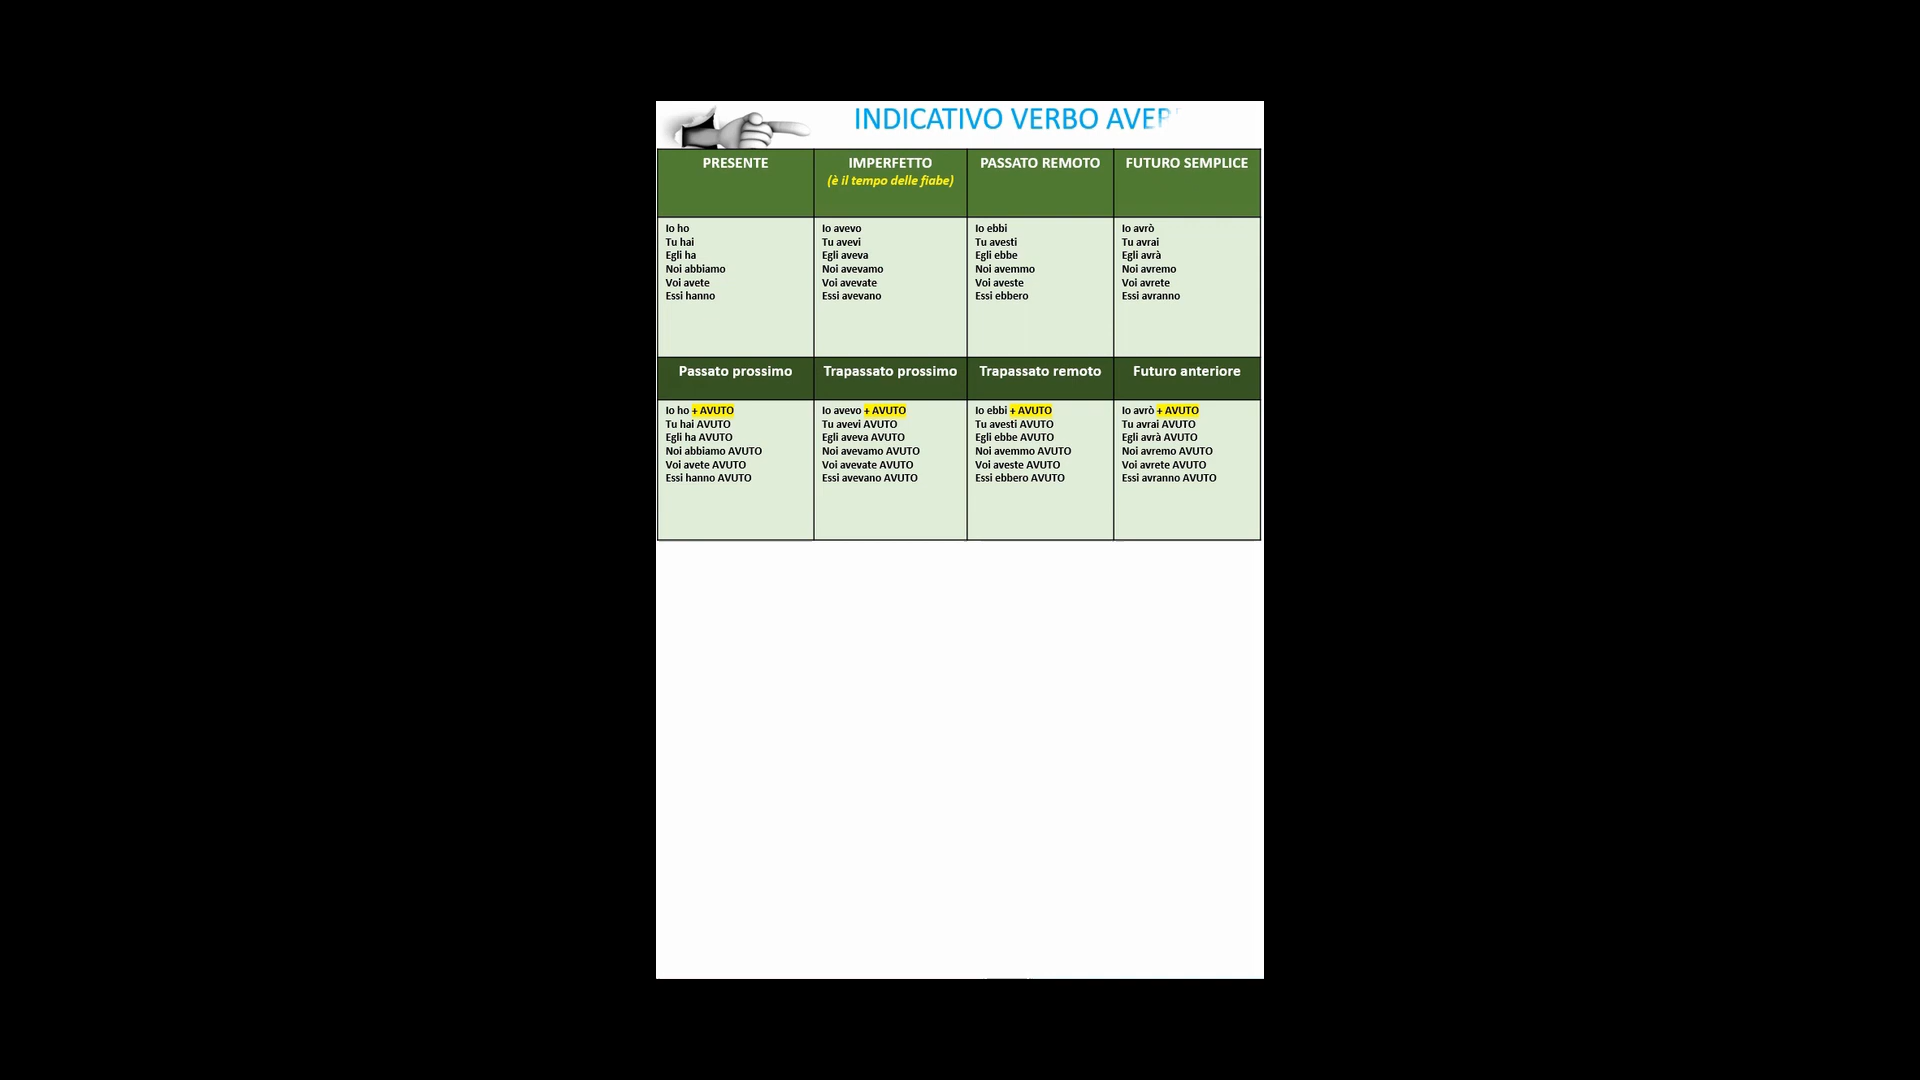 INDICATIVO VERBO
PRESENTE
IMPERFETTO
(è il tempo delle fiabe)
PASSATO REMOTO
FUTURO SEMPLICE
Io ho
Tu hai
Egli ha
Noi abbiamo
Voi avete
Essi hanno
Io avevo
Tu avevi
Egli aveva
Noi avevamo
Voi avevate
Essi avevano
Io ebbi
Tu avesti
Egli ebbe
Noi avemmo
Voi aveste
Essi ebbero
Io avrò
Tu avrai
Egli avrà
Noi avremo
Voi avrete
Essi avranno
Passato prossimo
Trapassato prossimo
Trapassato remoto
Futuro anteriore
Io ho + AVUTO
Tu hai AVUTO
Egli ha AVUTO
Noi abbiamo AVUTO
Voi avete AVUTO
Essi hanno AVUTO
Io avevo + AVUTO
Tu avevi AVUTO
Egli aveva AVUTO
Noi avevamo AVUTO
Voi avevate AVUTO
Essi avevano AVUTO
Io ebbi + AVUTO
Tu avesti AVUTO
Egli ebbe AVUTO
Noi avemmo AVUTO
Voi aveste AVUTO
Essi ebbero AVUTO
Io avrò + AVUTO
Tu avrai AVUTO
Egli avrà AVUTO
Noi avremo AVUTO
Voi avrete AVUTO
Essi avranno AVUTO